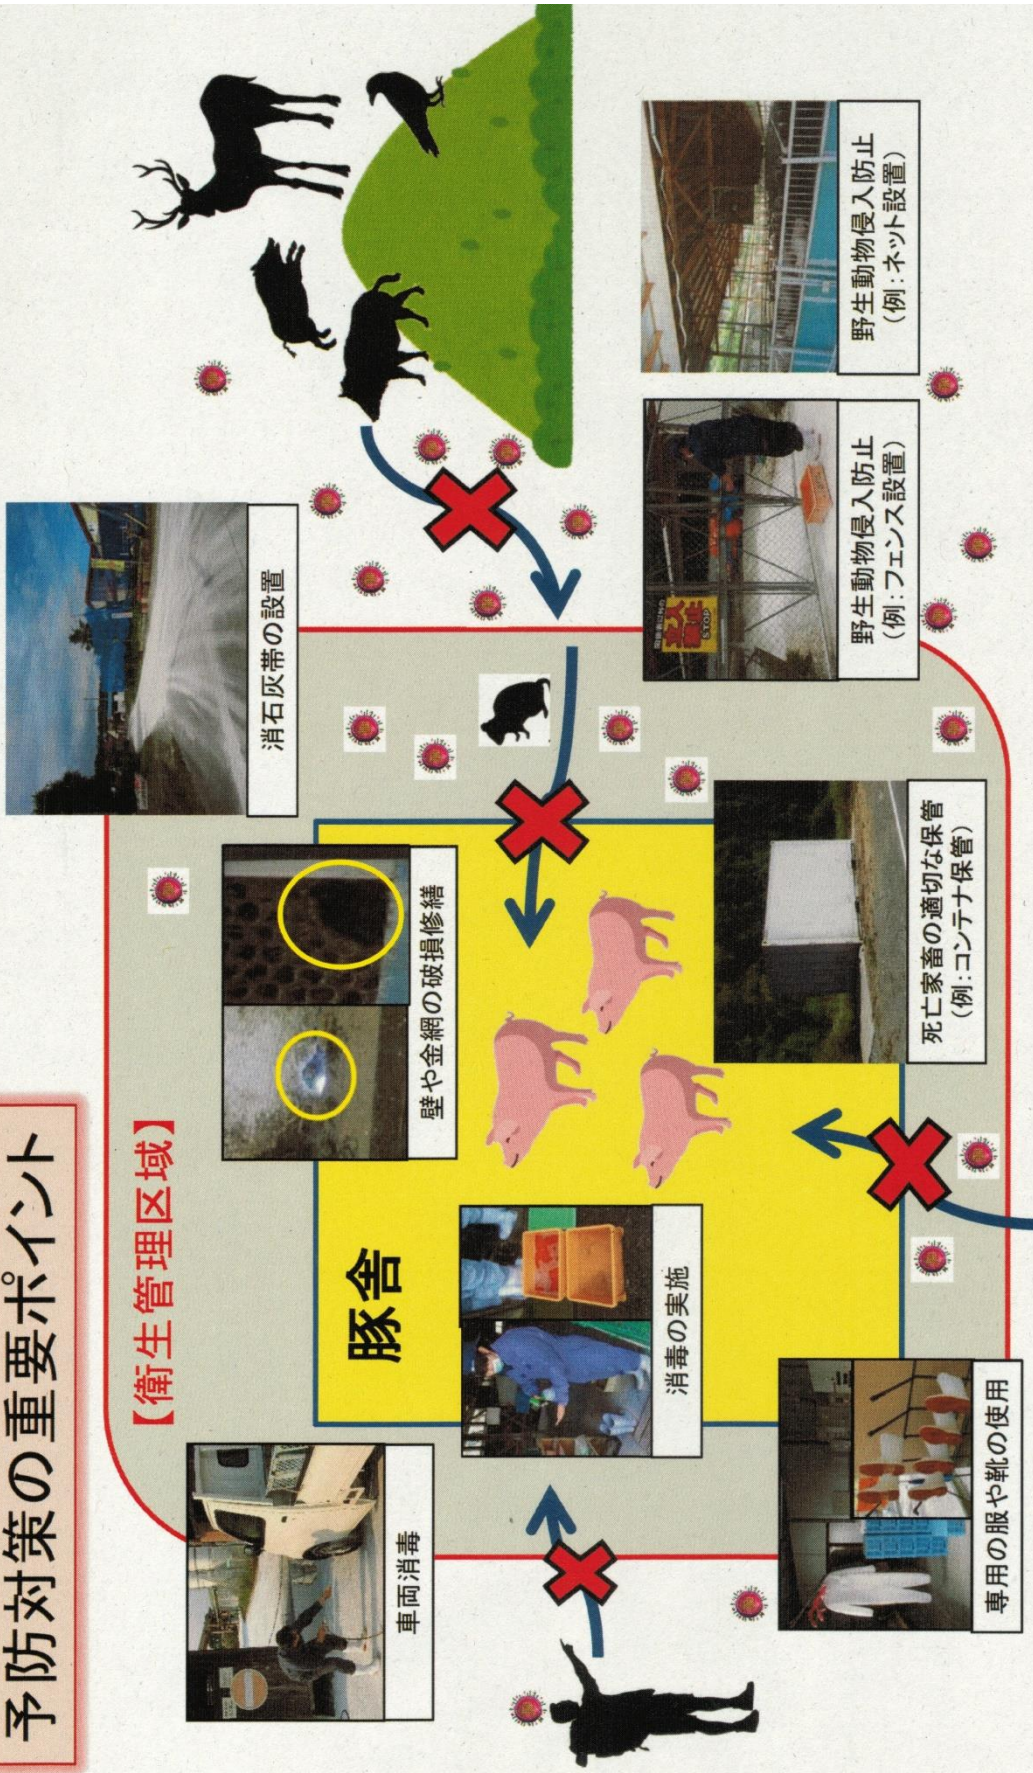 予防対策の重要ポイント
【衛生管理区域】
消石灰帯の設置
車両消毒
豚舎
壁や金網の破損修繕
消毒の実施
野生動物侵入防止
(例:フェンス設置)
立入
禁止
STOP
野生動物侵入防止
(例:ネット設置)
専用の服や靴の使用
死亡家畜の適切な保管
(例:コンテナ保管)